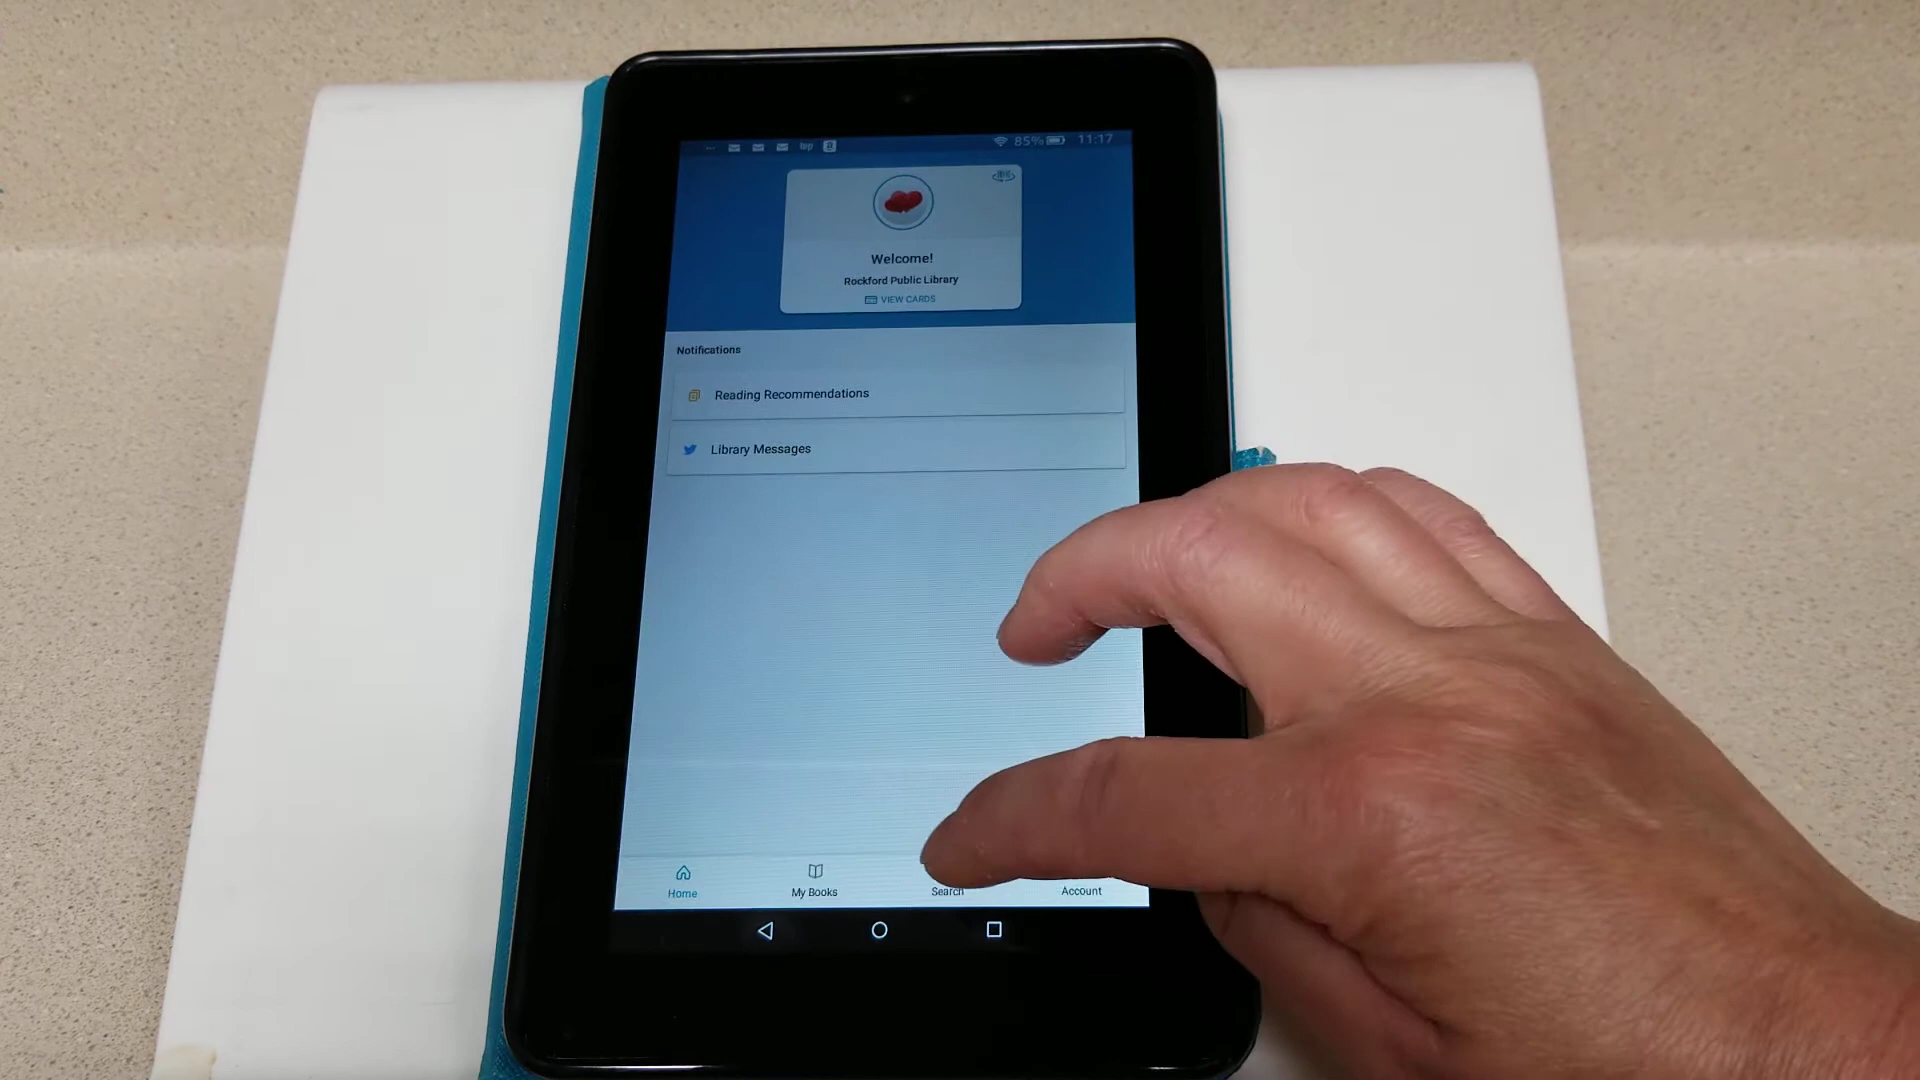 85% 11:17
Welcome!
Rockford Public Library
VIEW CARDS
Notifications
Reading Recommendations
Library Messages
Home
My Books
Search
Account